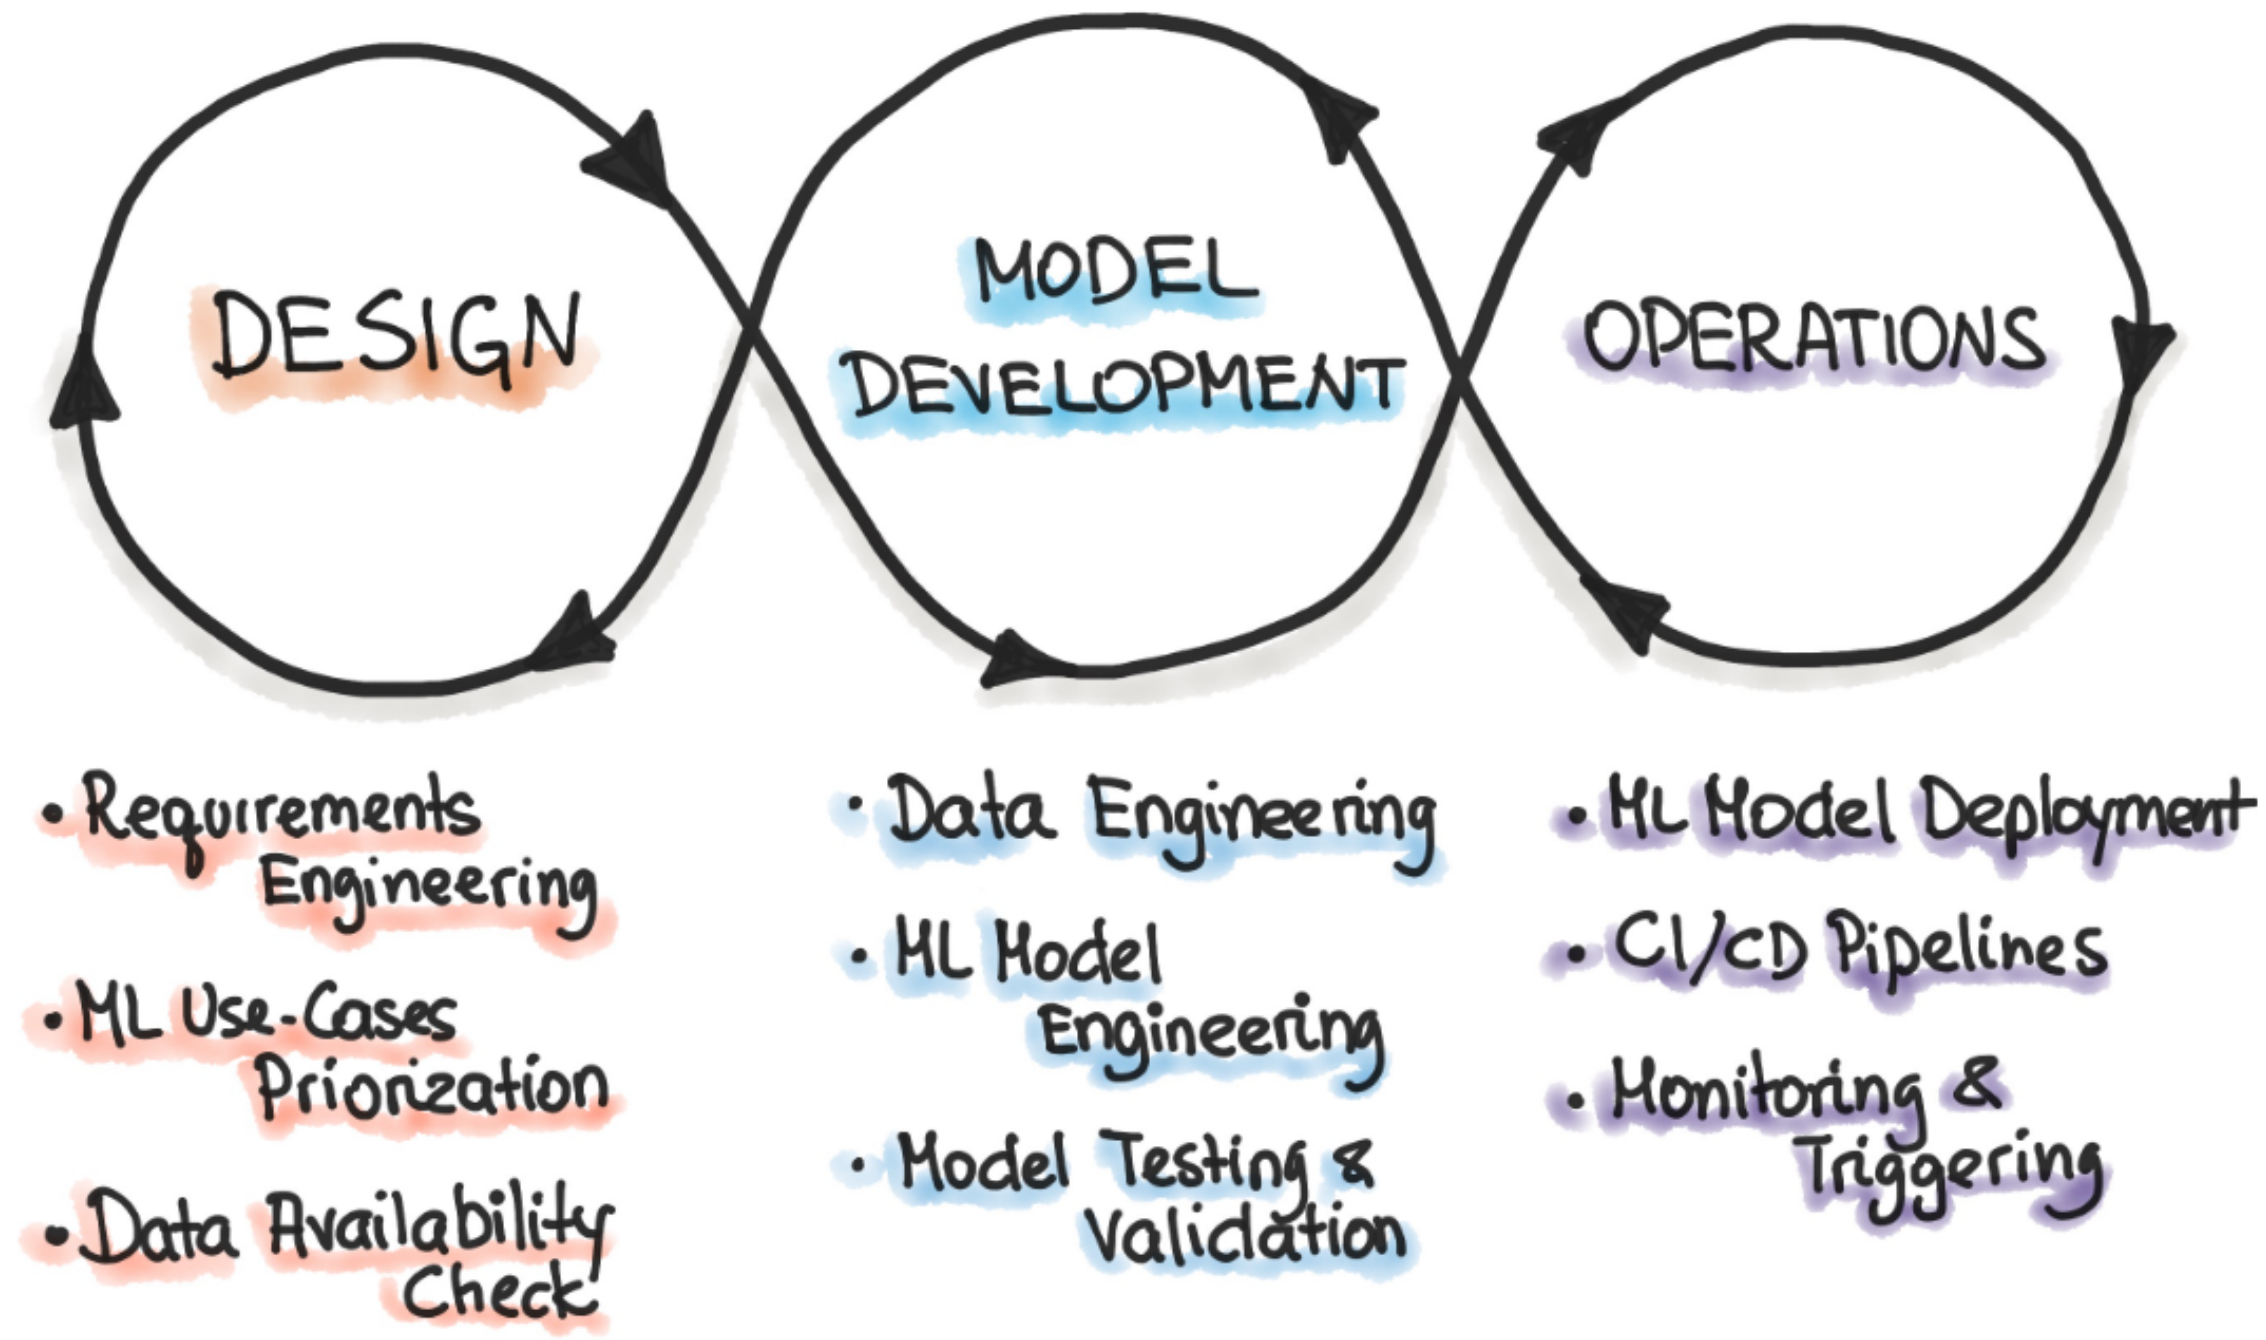 DESIGN
MODEL
DEVELOPMENT
OPERATIONS
• Requirements
Engineering
• ML Use-Cases
Priorization
• Data Availability
Check
• Data Engineering
• ML Model
Engineering
• Model Testing &
Validation
• ML Model Deployment
• CI/CD Pipelines
• Monitoring &
Triggering